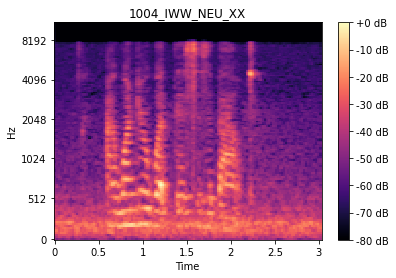 1004_IWW_NEU_XX
+0 dB
8192
-10 dB
4096
-20 dB
-30 dB
2048
-40 dB
Hz
1024
-50 dB
512
-60 dB
-70 dB
0
-80 dB
0 0.5 1 1.5 2 2.5 3
Time